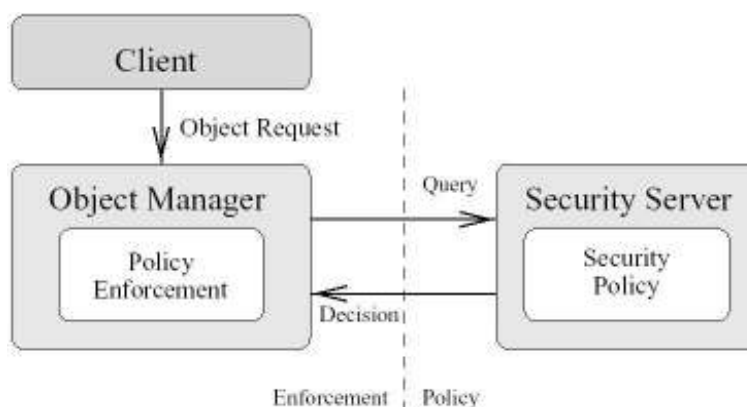 Client
Object Request
Object Manager
Policy
Enforcement
Query
Decision
Security Server
Security
Policy
Enforcement
Policy